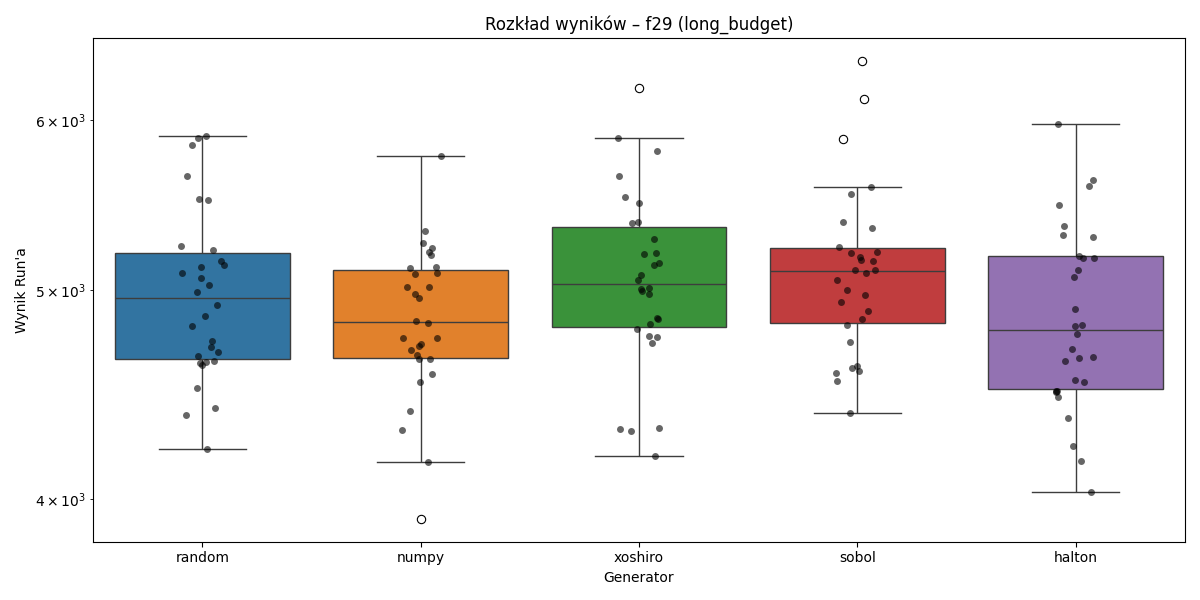 Rozkład wyników – f29 (long_budget)
Wynik Run'a
6 × 10³
5 × 10³
4 × 10³
random numpy xoshiro sobol halton
Generator